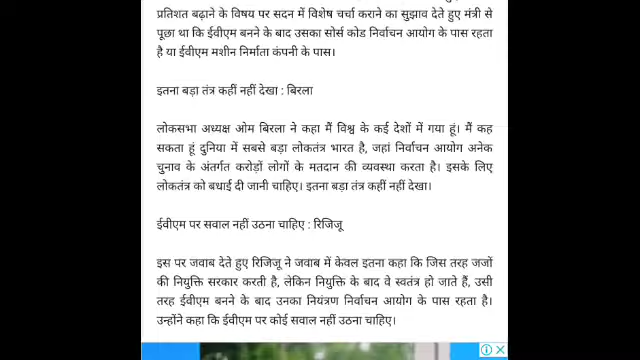 प्रतिशत बढ़ाने के विषय पर सदन में विशेष चर्चा कराने का सुझाव देते हुए मंत्री से
पूछा था कि ईवीएम बनने के बाद उसका सोर्स कोड निर्वाचन आयोग के पास रहता
है या ईवीएम मशीन निर्माता कंपनी के पास।
इतना बड़ा तंत्र कहीं नहीं देखा : बिरला
लोकसभा अध्यक्ष ओम बिरला ने कहा मैं विश्व के कई देशों में गया हूं। मैं कह
सकता हूं दुनिया में सबसे बड़ा लोकतंत्र भारत है, जहां निर्वाचन आयोग अनेक
चुनाव के अंतर्गत करोड़ों लोगों के मतदान की व्यवस्था करता है। इसके लिए
लोकतंत्र को बधाई दी जानी चाहिए। इतना बड़ा तंत्र कहीं नहीं देखा।
ईवीएम पर सवाल नहीं उठना चाहिए : रिजिजू
इस पर जवाब देते हुए रिजिजू ने जवाब में केवल इतना कहा कि जिस तरह जजों
की नियुक्ति सरकार करती है, लेकिन नियुक्ति के बाद वे स्वतंत्र हो जाते हैं, उसी
तरह ईवीएम बनने के बाद उनका नियंत्रण निर्वाचन आयोग के पास रहता है।
उन्होंने कहा कि ईवीएम पर कोई सवाल नहीं उठना चाहिए।